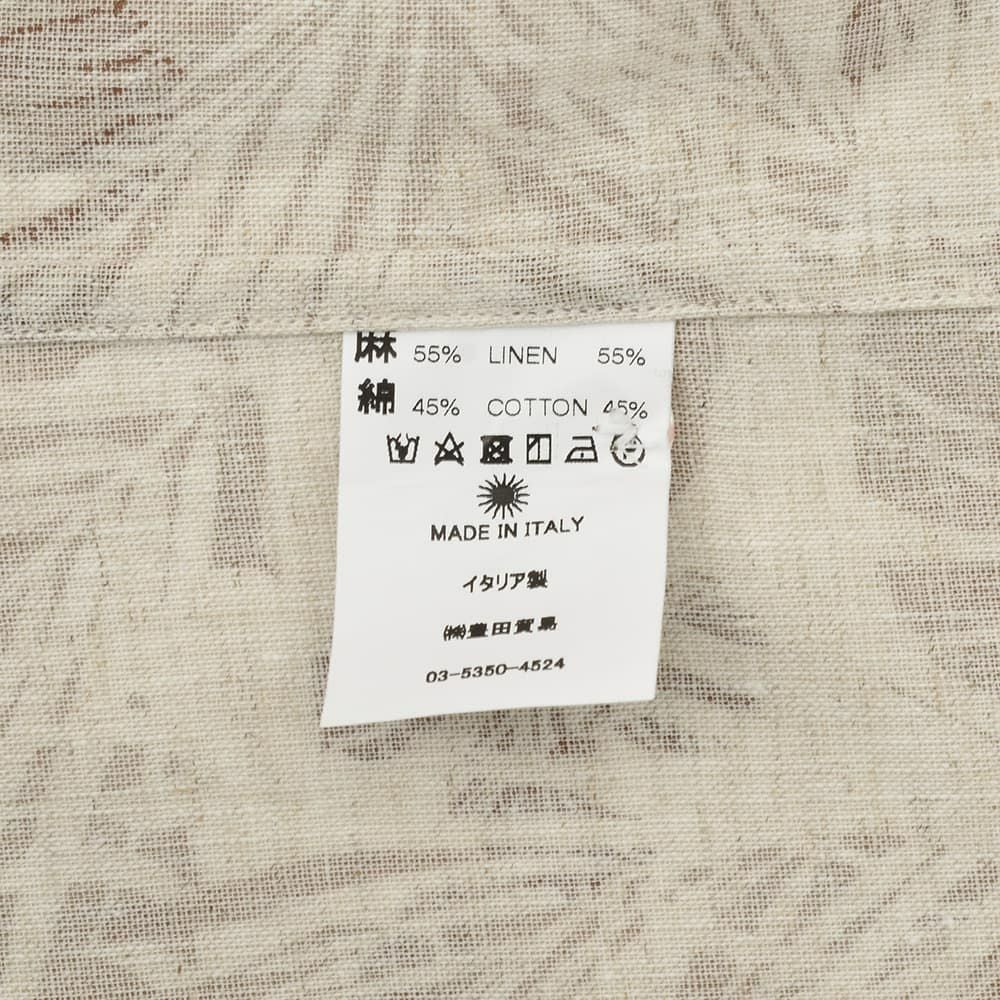 麻 55% LINEN 55%
綿 45% COTTON 45%
MADE IN ITALY
イタリア製
㈱豊田貿易
03-5350-4524